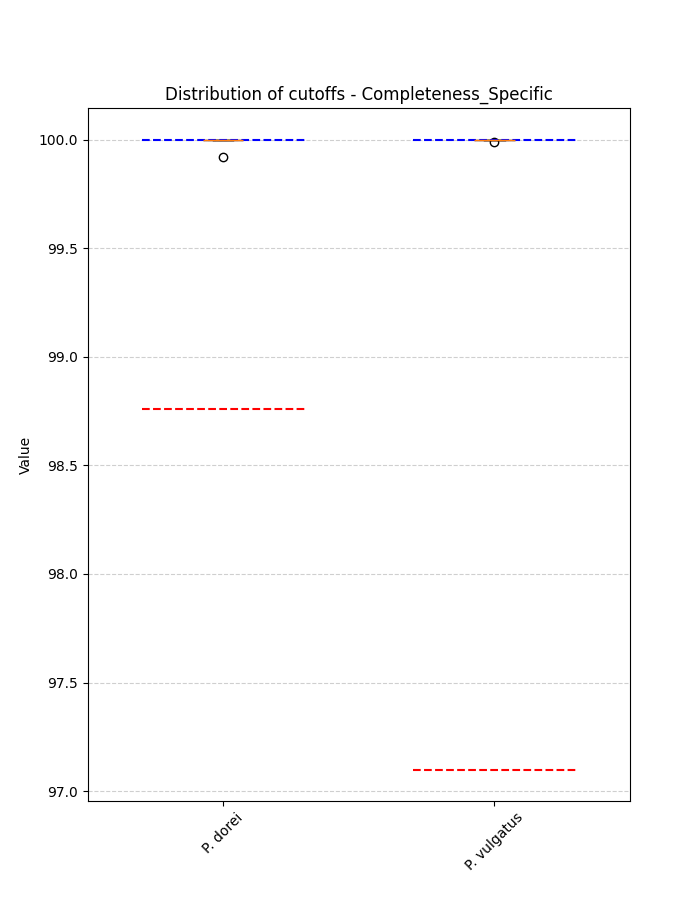 Distribution of cutoffs - Completeness_Specific
Value
100.0
99.5
99.0
98.5
98.0
97.5
97.0
P. dorei
P. vulgatus